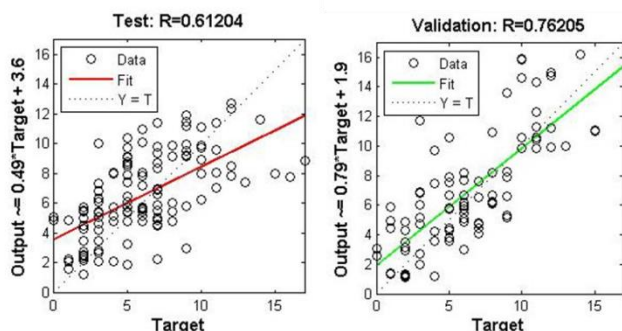 Test: R=0.61204
Output ~= 0.49*Target + 3.6
16
14
12
10
8
6
4
2
0
Data
Fit
Y = T
0 5 10 15
Target
Validation: R=0.76205
Output ~= 0.79*Target + 1.9
16
14
12
10
8
6
4
2
0
Data
Fit
Y = T
0 5 10 15
Target